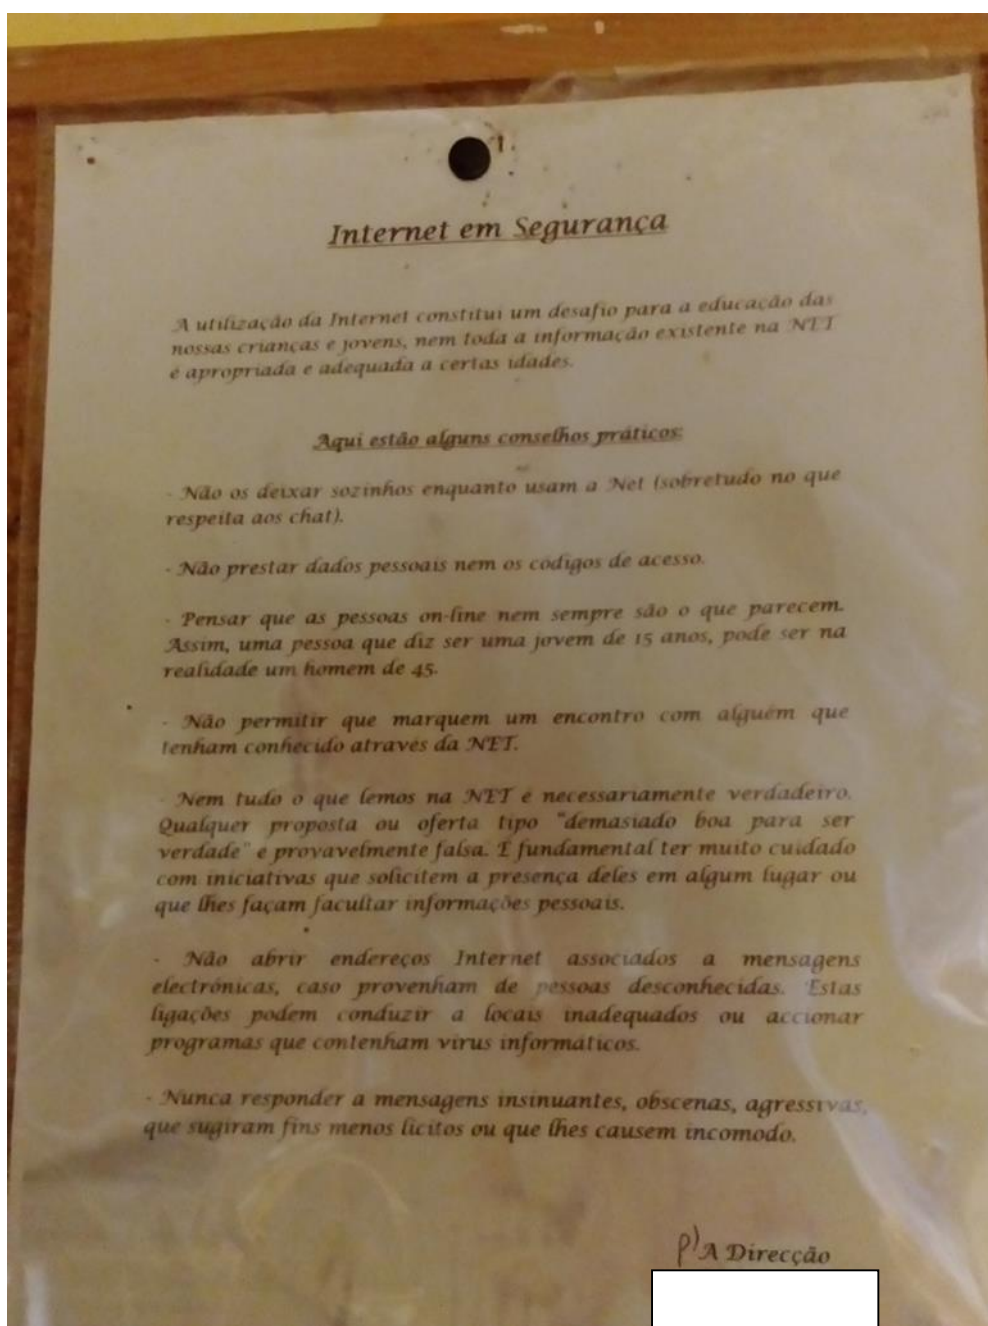 Internet em Segurança
A utilização da Internet constitui um desafio para a educação das
nossas crianças e jovens, nem toda a informação existente na NET
é apropriada e adequada a certas idades.
Aqui estão alguns conselhos práticos:
- Não os deixar sozinhos enquanto usam a Net (sobretudo no que
respeita aos chat).
- Não prestar dados pessoais nem os códigos de acesso.
- Pensar que as pessoas on-line nem sempre são o que parecem.
Assim, uma pessoa que diz ser uma jovem de 15 anos, pode ser na
realidade um homem de 45.
- Não permitir que marquem um encontro com alguém que
tenham conhecido através da NET.
- Nem tudo o que lemos na NET é necessariamente verdadeiro.
Qualquer proposta ou oferta tipo "demasiado boa para ser
verdade" é provavelmente falsa. É fundamental ter muito cuidado
com iniciativas que solicitem a presença deles em algum lugar ou
que lhes façam facultar informações pessoais.
- Não abrir endereços Internet associados a mensagens
electrónicas, caso provenham de pessoas desconhecidas. Estas
ligações podem conduzir a locais inadequados ou accionar
programas que contenham vírus informáticos.
- Nunca responder a mensagens insinuantes, obscenas, agressivas,
que sugiram fins menos lícitos ou que lhes causem incomodo.
p) A Direcção